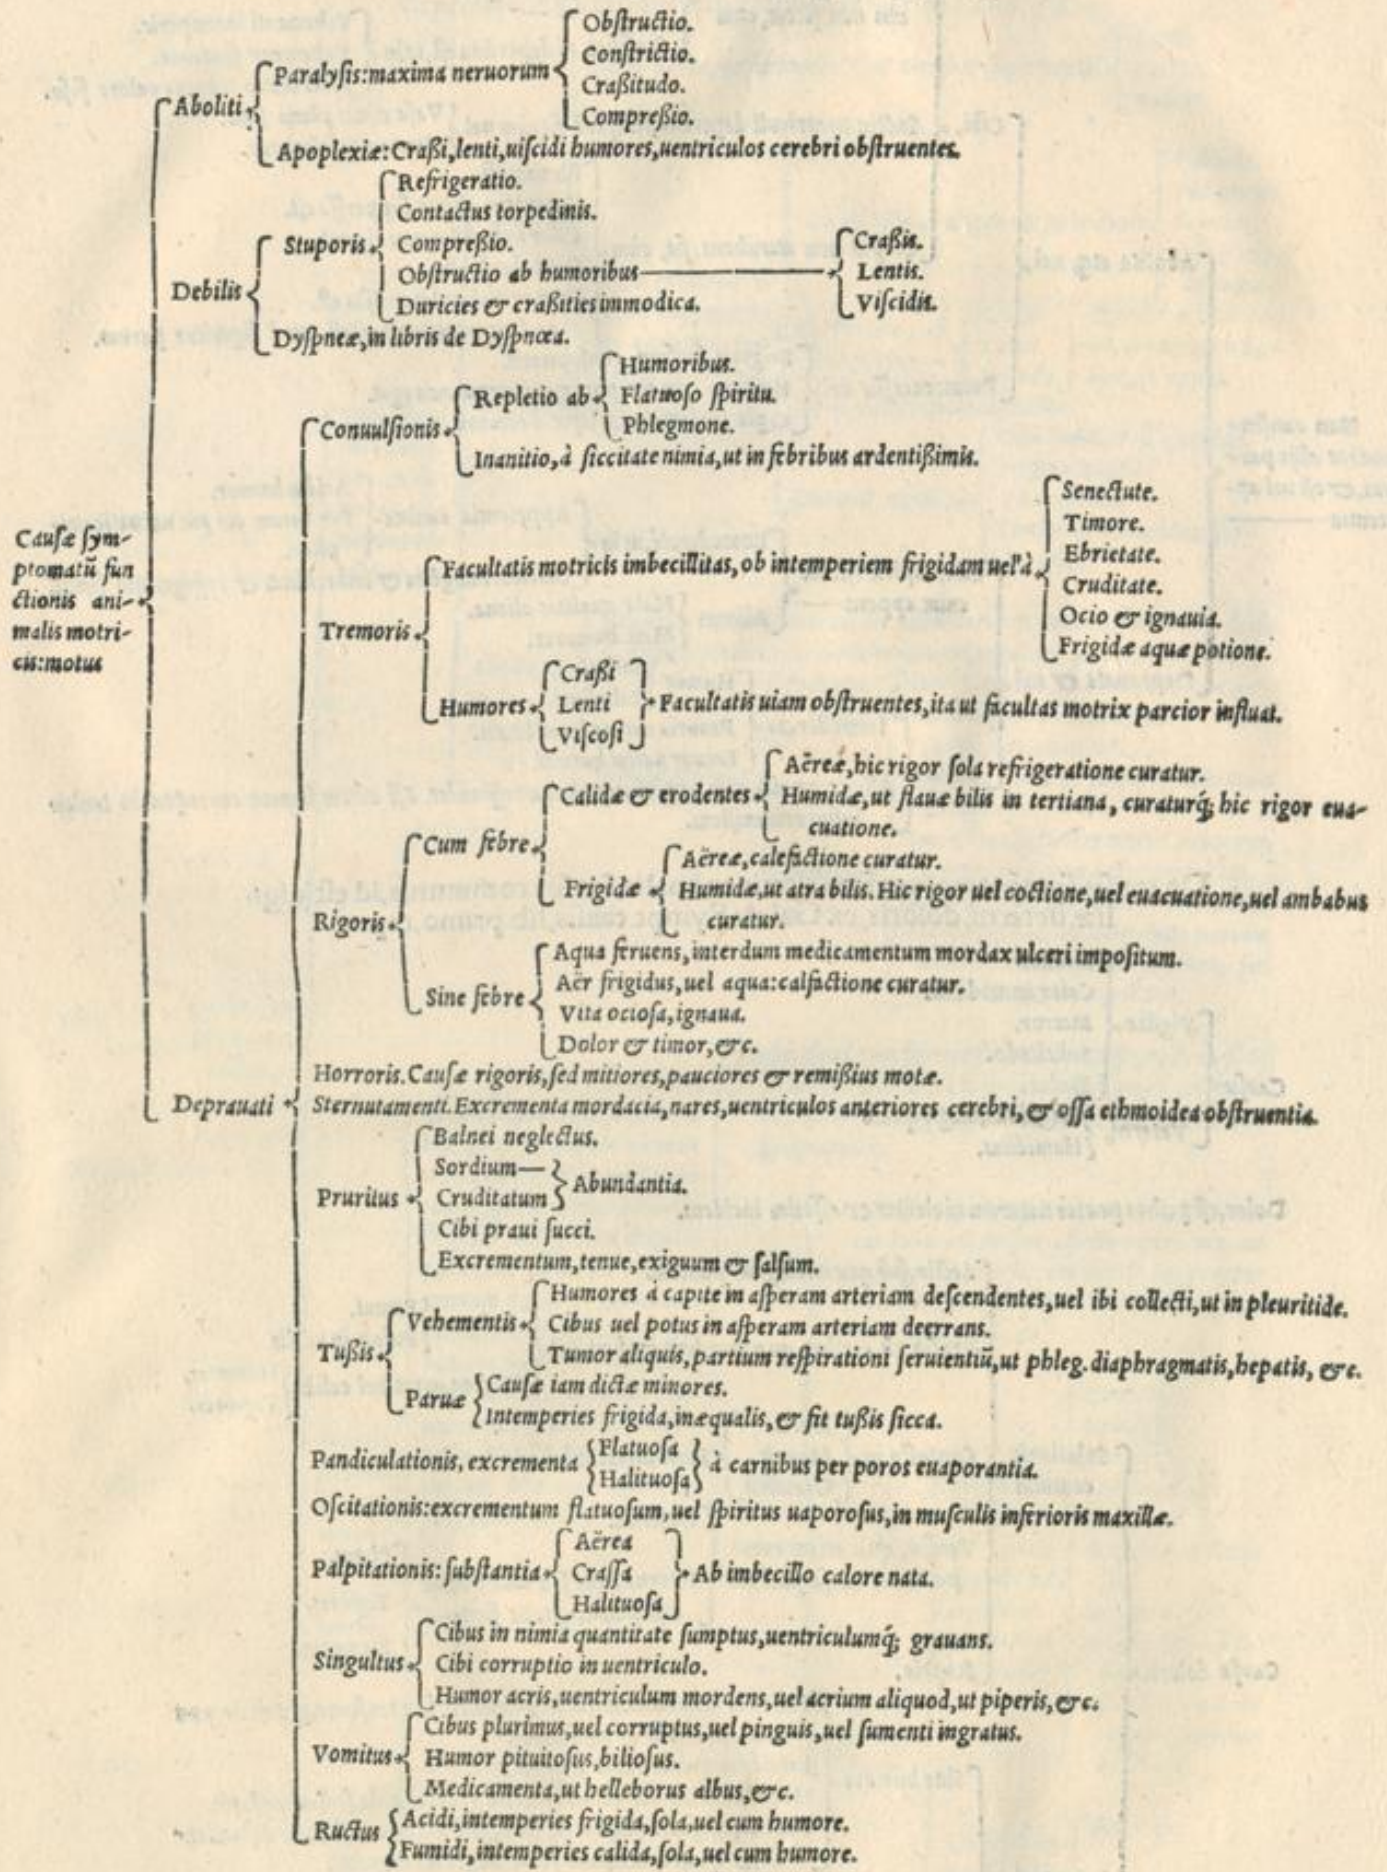 Obſtructio.
Conſtrictio.
Paralyſis: maxima neruorum
Craßitudo.
Aboliti
Compreßio.
Apoplexiæ: Craßi, lenti, uiſcidi humores, uentriculos cerebri obſtruentes.
Refrigeratio.
Contactus torpedinis.
Stuporis
Compreßio.
Craßis.
Obſtructio ab humoribus
Lentis.
Debilis
Duricies & craßities immodica.
Viſcidis.
Dyſpneæ, in libris de Dyſpnœa.
Humoribus.
Repletio ab
Flatuoſo ſpiritu.
Conuulſionis
Phlegmone.
Inanitio, à ſiccitate nimia, ut in febribus ardentißimis.
Senectute.
Timore.
Cauſæ ſym-
ptomatū fun
ctionis ani-
malis motri-
cis: motus
Facultatis motricis imbecillitas, ob intemperiem frigidam uel à
Ebrietate.
Cruditate.
Ocio & ignauia.
Tremoris
Frigidæ aquæ potione.
Craßi
Humores
Lenti
Facultatis uiam obſtruentes, ita ut facultas motrix parcior influat.
Viſcoſi
Aëreæ, hic rigor ſola refrigeratione curatur.
Calidæ & erodentes
Humidæ, ut flauæ bilis in tertiana, curaturq́; hic rigor eua-
cuatione.
Cum febre
Aëreæ, calefactione curatur.
Frigidæ
Humidæ, ut atra bilis. Hic rigor uel coctione, uel euacuatione, uel ambabus
curatur.
Rigoris
Aqua feruens, interdum medicamentum mordax ulceri impoſitum.
Aër frigidus, uel aqua: calfactione curatur.
Sine febre
Vita ocioſa, ignaua.
Dolor & timor, &c.
Horroris. Cauſæ rigoris, ſed mitiores, pauciores & remißius motæ.
Deprauati
Sternutamenti. Excrementa mordacia, nares, uentriculos anteriores cerebri, & oſſa ethmoidea obſtruentia.
Balnei neglectus.
Sordium
Abundantia.
Pruritus
Cruditatum
Cibi praui ſucci.
Excrementum, tenue, exiguum & ſalſum.
Humores à capite in aſperam arteriam deſcendentes, uel ibi collecti, ut in pleuritide.
Vehementis
Cibus uel potus in aſperam arteriam deerrans.
Tußis
Tumor aliquis, partium reſpirationi ſeruientiū, ut phleg. diaphragmatis, hepatis, &c.
Paruæ
Cauſæ iam dictæ minores.
Intemperies frigida, inæqualis, & fit tußis ſicca.
Pandiculationis, excrementa
Flatuoſa
Halituoſa
à carnibus per poros euaporantia.
Oſcitationis: excrementum flatuoſum, uel ſpiritus uaporoſus, in muſculis inferioris maxillæ.
Aërea
Palpitationis: ſubſtantia
Craſſa
Ab imbecillo calore nata.
Halituoſa
Cibus in nimia quantitate ſumptus, uentriculumq́; grauans.
Singultus
Cibi corruptio in uentriculo.
Humor acris, uentriculum mordens, uel acrium aliquod, ut piperis, &c.
Cibus plurimus, uel corruptus, uel pinguis, uel ſumenti ingratus.
Vomitus
Humor pituitoſus, bilioſus.
Medicamenta, ut helleborus albus, &c.
Ructus
Acidi, intemperies frigida, ſola, uel cum humore.
Fumidi, intemperies calida, ſola, uel cum humore.